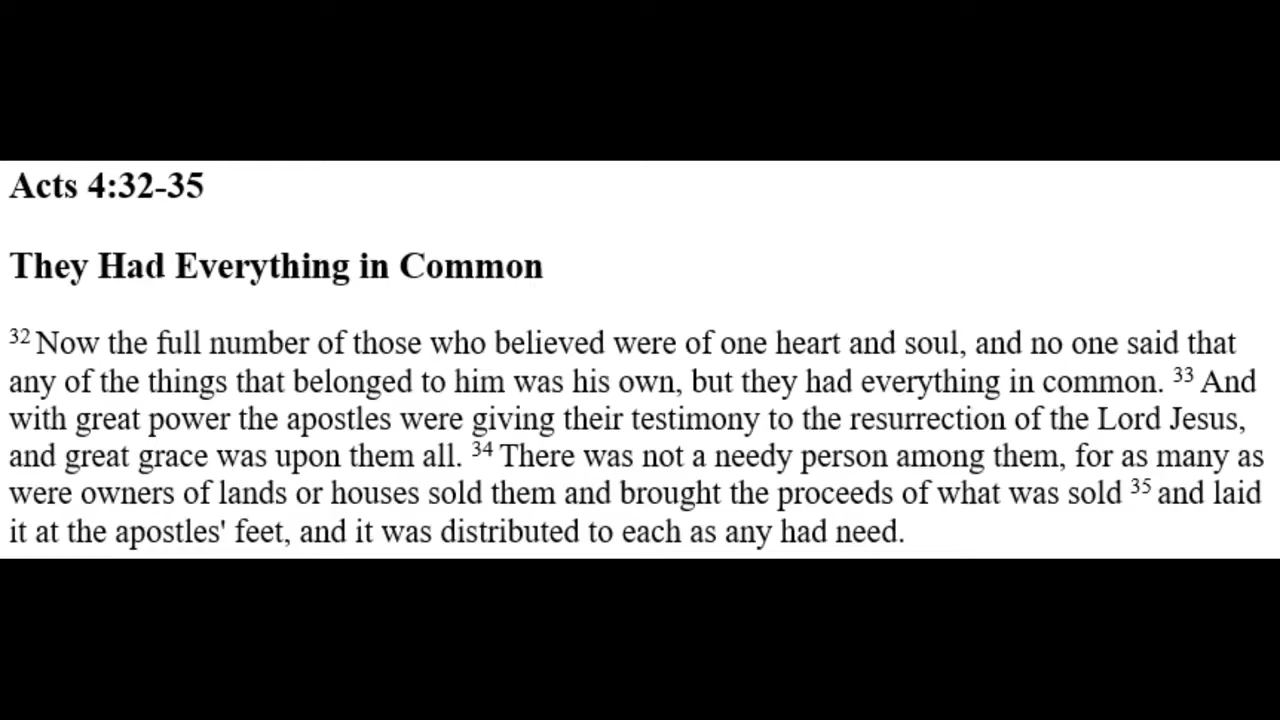 Acts 4:32-35
They Had Everything in Common
32 Now the full number of those who believed were of one heart and soul, and no one said that
any of the things that belonged to him was his own, but they had everything in common. 33 And
with great power the apostles were giving their testimony to the resurrection of the Lord Jesus,
and great grace was upon them all. 34 There was not a needy person among them, for as many as
were owners of lands or houses sold them and brought the proceeds of what was sold 35 and laid
it at the apostles' feet, and it was distributed to each as any had need.